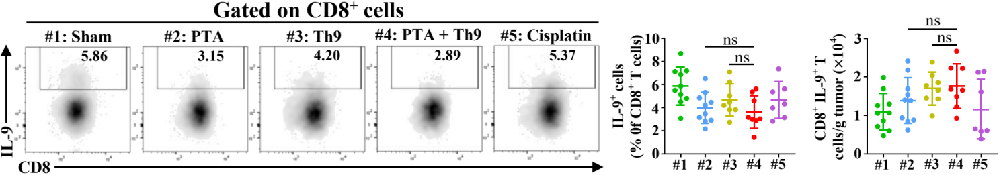 Gated on CD8⁺ cells
#1: Sham
#2: PTA
#3: Th9
#4: PTA + Th9
#5: Cisplatin
5.86
3.15
4.20
2.89
5.37
IL-9
CD8
IL-9⁺ cells
(% 0f CD8⁺ T cells)
10
8
6
4
2
0
ns
ns
#1 #2 #3 #4 #5
CD8⁺ IL-9⁺ T
cells/g tumor (×10⁴)
3
2
1
0
ns
ns
#1 #2 #3 #4 #5